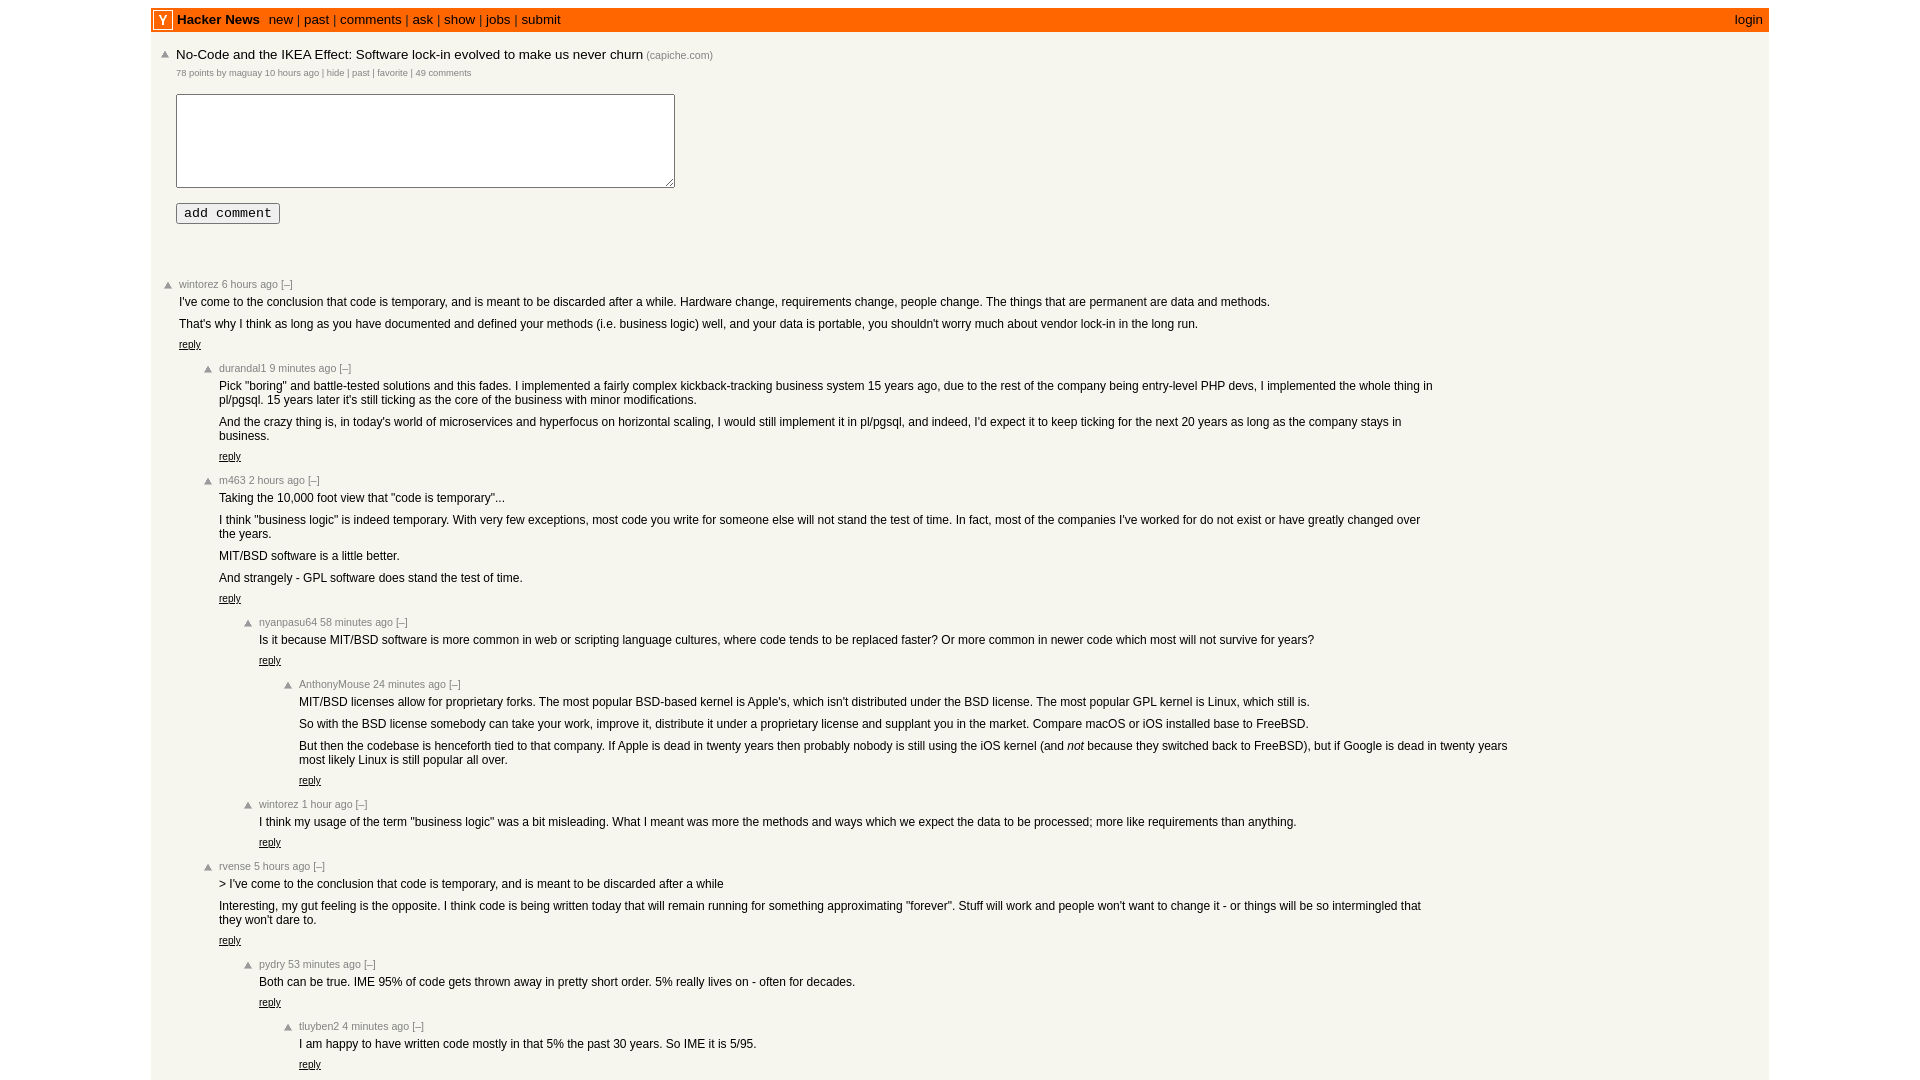 Y Hacker News new | past | comments | ask | show | jobs | submit login
No-Code and the IKEA Effect: Software lock-in evolved to make us never churn (capiche.com)
78 points by maguay 10 hours ago | hide | past | favorite | 49 comments
add comment
wintorez 6 hours ago [–]
I've come to the conclusion that code is temporary, and is meant to be discarded after a while. Hardware change, requirements change, people change. The things that are permanent are data and methods.
That's why I think as long as you have documented and defined your methods (i.e. business logic) well, and your data is portable, you shouldn't worry much about vendor lock-in in the long run.
reply
durandal1 9 minutes ago [–]
Pick "boring" and battle-tested solutions and this fades. I implemented a fairly complex kickback-tracking business system 15 years ago, due to the rest of the company being entry-level PHP devs, I implemented the whole thing in
pl/pgsql. 15 years later it's still ticking as the core of the business with minor modifications.
And the crazy thing is, in today's world of microservices and hyperfocus on horizontal scaling, I would still implement it in pl/pgsql, and indeed, I'd expect it to keep ticking for the next 20 years as long as the company stays in
business.
reply
m463 2 hours ago [–]
Taking the 10,000 foot view that "code is temporary"...
I think "business logic" is indeed temporary. With very few exceptions, most code you write for someone else will not stand the test of time. In fact, most of the companies I've worked for do not exist or have greatly changed over
the years.
MIT/BSD software is a little better.
And strangely - GPL software does stand the test of time.
reply
nyanpasu64 58 minutes ago [–]
Is it because MIT/BSD software is more common in web or scripting language cultures, where code tends to be replaced faster? Or more common in newer code which most will not survive for years?
reply
AnthonyMouse 24 minutes ago [–]
MIT/BSD licenses allow for proprietary forks. The most popular BSD-based kernel is Apple's, which isn't distributed under the BSD license. The most popular GPL kernel is Linux, which still is.
So with the BSD license somebody can take your work, improve it, distribute it under a proprietary license and supplant you in the market. Compare macOS or iOS installed base to FreeBSD.
But then the codebase is henceforth tied to that company. If Apple is dead in twenty years then probably nobody is still using the iOS kernel (and not because they switched back to FreeBSD), but if Google is dead in twenty years
most likely Linux is still popular all over.
reply
wintorez 1 hour ago [–]
I think my usage of the term "business logic" was a bit misleading. What I meant was more the methods and ways which we expect the data to be processed; more like requirements than anything.
reply
rvense 5 hours ago [–]
> I've come to the conclusion that code is temporary, and is meant to be discarded after a while
Interesting, my gut feeling is the opposite. I think code is being written today that will remain running for something approximating "forever". Stuff will work and people won't want to change it - or things will be so intermingled that
they won't dare to.
reply
pydry 53 minutes ago [–]
Both can be true. IME 95% of code gets thrown away in pretty short order. 5% really lives on - often for decades.
reply
tluyben2 4 minutes ago [–]
I am happy to have written code mostly in that 5% the past 30 years. So IME it is 5/95.
reply